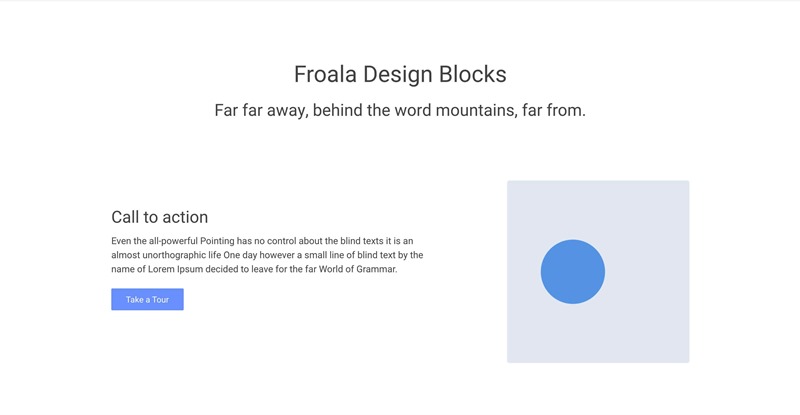 Froala Design Blocks
Far far away, behind the word mountains, far from.
Call to action
Even the all-powerful Pointing has no control about the blind texts it is an
almost unorthographic life One day however a small line of blind text by the
name of Lorem Ipsum decided to leave for the far World of Grammar.
Take a Tour